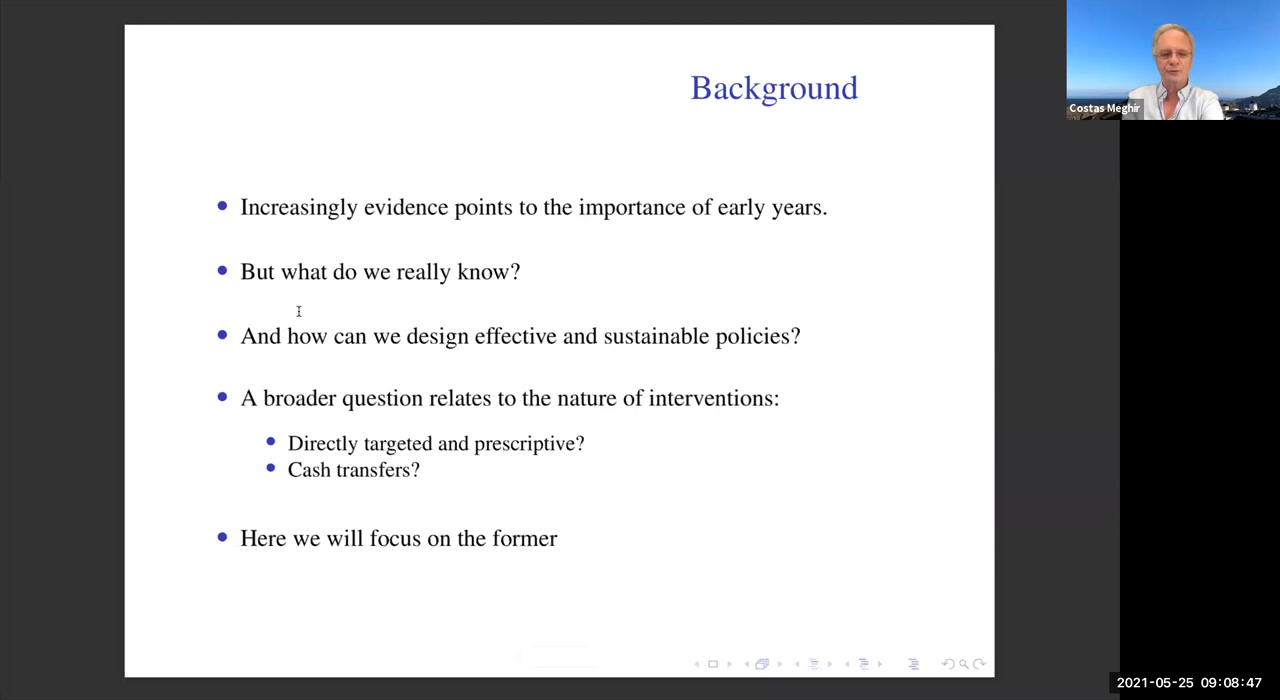 Background
Costas Meghir
Increasingly evidence points to the importance of early years.
But what do we really know?
And how can we design effective and sustainable policies?
A broader question relates to the nature of interventions:
Directly targeted and prescriptive?
Cash transfers?
Here we will focus on the former
2021-05-25 09:08:47